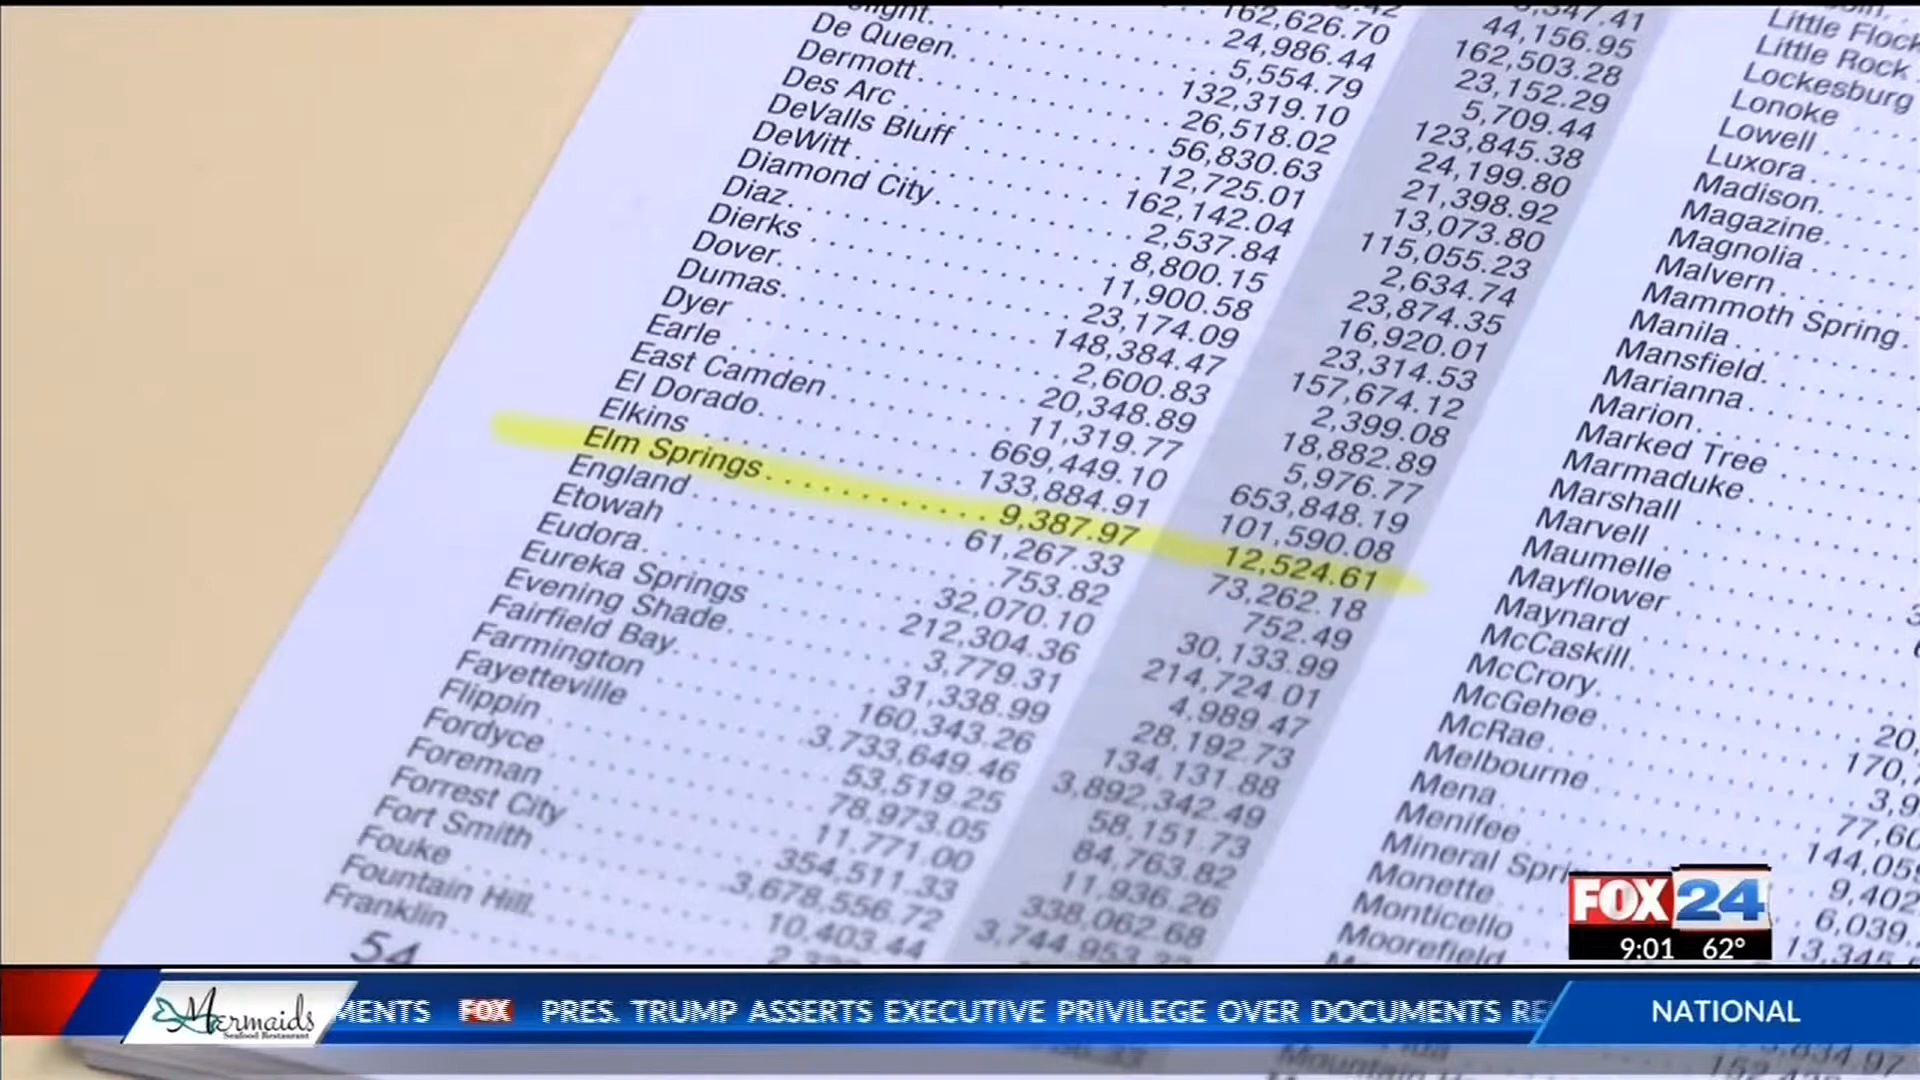 44,156.95
162,626.70 162,503.28
24,986.44 23,152.29
5,554.79 5,709.44
De Queen 132,319.10 123,845.38
Dermott 26,518.02 24,199.80
Des Arc 56,830.63 21,398.92
DeValls Bluff 12,725.01 13,073.80
DeWitt 162,142.04 115,055.23
Diamond City 2,537.84 2,634.74
Diaz 8,800.15 23,874.35
Dierks 11,900.58 16,920.01
Dover 23,174.09 23,314.53
Dumas 148,384.47 157,674.12
Dyer 2,600.83 2,399.08
Earle 20,348.89 18,882.89
East Camden 11,319.77 5,976.77
El Dorado 669,449.10 653,848.19
Elkins 133,884.91 101,590.08
Elm Springs 9,387.97 12,524.61
England 61,267.33 73,262.18
Etowah 753.82 752.49
Eudora 32,070.10 30,133.99
Eureka Springs 212,304.36 214,724.01
Evening Shade 3,779.31 4,989.47
Fairfield Bay 31,338.99 28,192.73
Farmington 160,343.26 134,131.88
Fayetteville 3,733,649.46 3,892,342.49
Flippin 53,519.25 58,151.73
Fordyce 78,973.05 84,763.82
Foreman 11,771.00 11,936.26
Forrest City 354,511.33 338,062.68
Fort Smith 3,678,556.72
Fouke 10,403.44
Fountain Hill
Franklin
54
Little Flock
Little Rock
Lockesburg
Lonoke
Lowell
Luxora
Madison
Magazine
Magnolia
Malvern
Mammoth Spring
Manila
Mansfield
Marianna
Marion
Marked Tree
Marmaduke
Marshall
Marvell
Maumelle
Mayflower
Maynard
McCaskill
McCrory
McGehee
McRae
Melbourne
Mena
Menifee
Mineral
Monette
Monticello
Moorefield
FOX 24
9:01 62°
Mermaids
Seafood Restaurant
FOX PRES. TRUMP ASSERTS EXECUTIVE PRIVILEGE OVER DOCUMENTS
NATIONAL